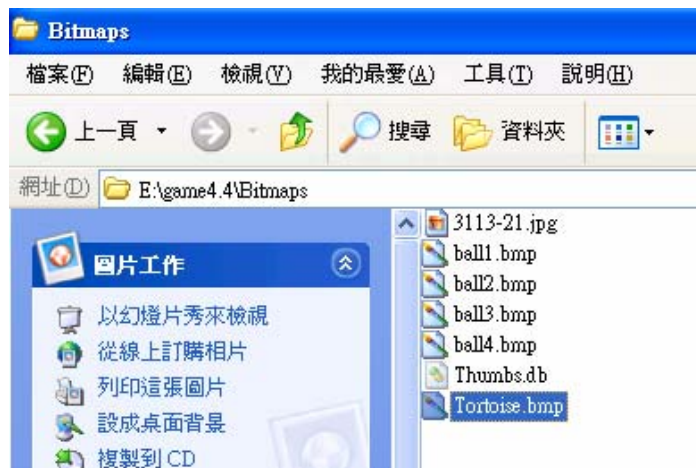 Bitmaps
檔案(F) 編輯(E) 檢視(V) 我的最愛(A) 工具(T) 說明(H)
上一頁 搜尋 資料夾
網址(D) E:\game4.4\Bitmaps
圖片工作
以幻燈片秀來檢視
從線上訂購相片
列印這張圖片
設成桌面背景
複製到 CD
3113-21.jpg
ball1.bmp
ball2.bmp
ball3.bmp
ball4.bmp
Thumbs.db
Tortoise.bmp